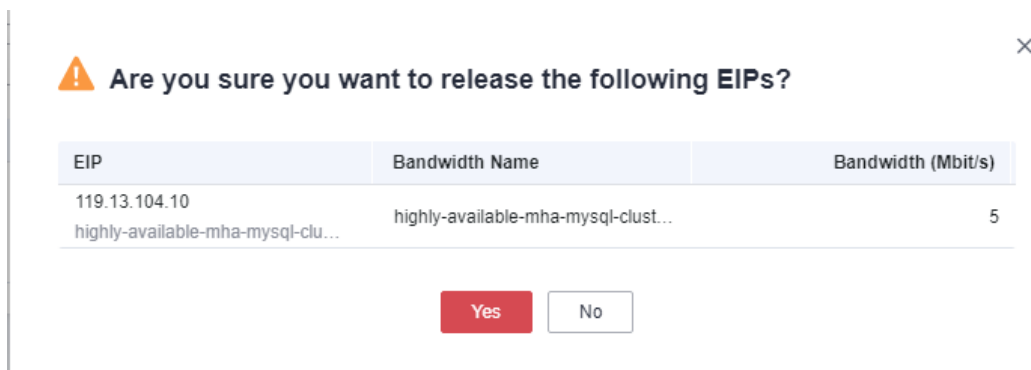 Are you sure you want to release the following EIPs?
EIP Bandwidth Name Bandwidth (Mbit/s)
119.13.104.10
highly-available-mha-mysql-clu... highly-available-mha-mysql-clust... 5
Yes No